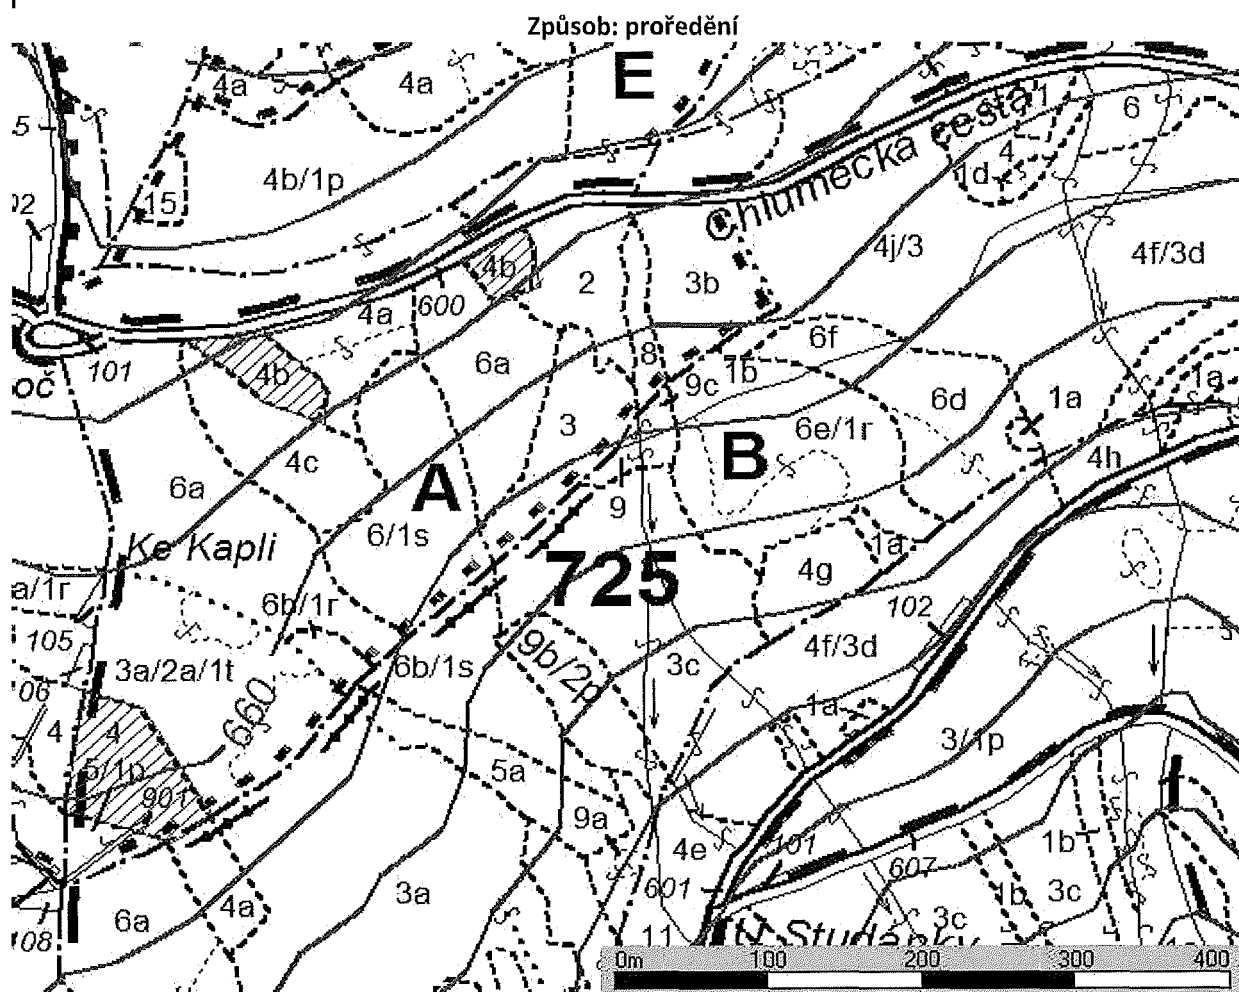 Způsob: proředění
4a
4a
E
5
4b/1p
15
02
Chlumecká cesta
1
6
4
1d
4j/3
4f/3d
4b
2
3b
600
4a
101
oč
4b
6a
8
9c
1b
6f
6d
1a
1a
3
6e/1r
4h
4c
A
B
6a
9
6/1s
Ke Kapli
725
1a
4g
a/1r
6b/1r
102
105
3a/2a/1t
6b/1s
9b/2p
3c
4f/3d
06
660
4
4
1a
3/1p
5/1p
901
5a
9a
4e
101
1b
601
607
6a
4a
3a
1b
3c
3c
108
11
U Studánky
0m 100 200 300 400